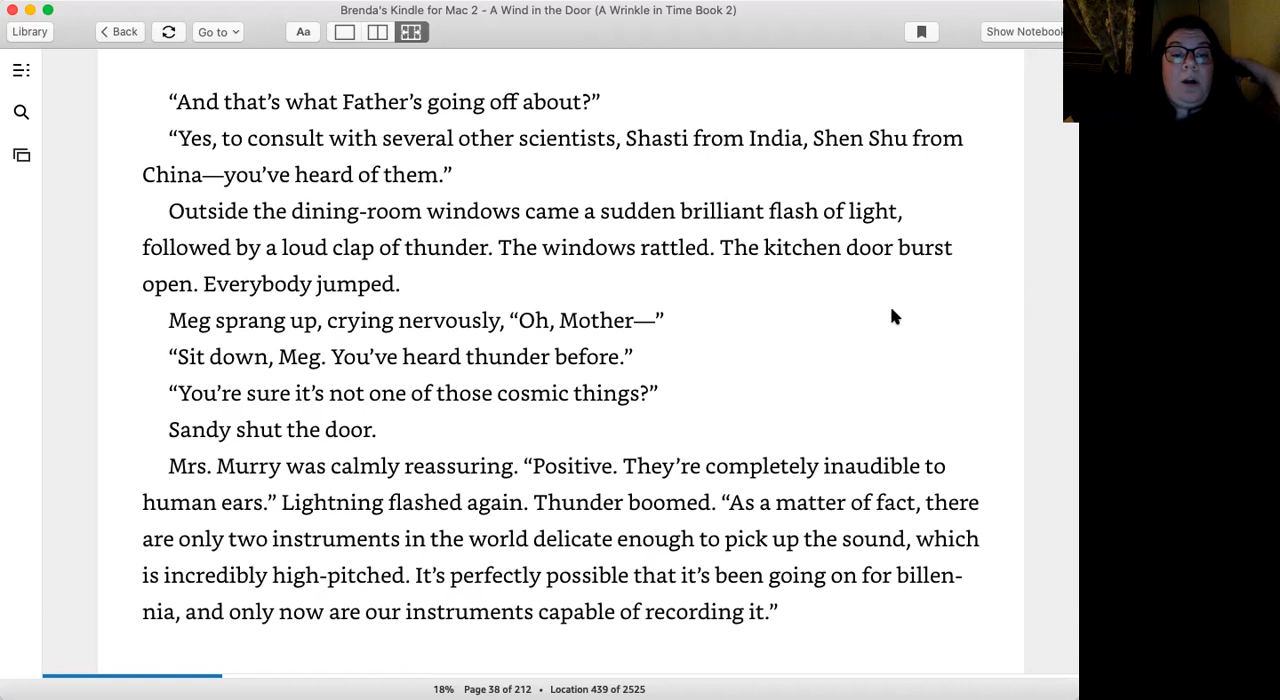 Brenda's Kindle for Mac 2 - A Wind in the Door (A Wrinkle in Time Book 2)
Library
Back
Go to
Aa
Show Notebook
“And that’s what Father’s going off about?”
“Yes, to consult with several other scientists, Shasti from India, Shen Shu from
China—you’ve heard of them.”
Outside the dining-room windows came a sudden brilliant flash of light,
followed by a loud clap of thunder. The windows rattled. The kitchen door burst
open. Everybody jumped.
Meg sprang up, crying nervously, “Oh, Mother—”
“Sit down, Meg. You’ve heard thunder before.”
“You’re sure it’s not one of those cosmic things?”
Sandy shut the door.
Mrs. Murry was calmly reassuring. “Positive. They’re completely inaudible to
human ears.” Lightning flashed again. Thunder boomed. “As a matter of fact, there
are only two instruments in the world delicate enough to pick up the sound, which
is incredibly high-pitched. It’s perfectly possible that it’s been going on for billen-
nia, and only now are our instruments capable of recording it.”
18% Page 38 of 212 • Location 439 of 2525